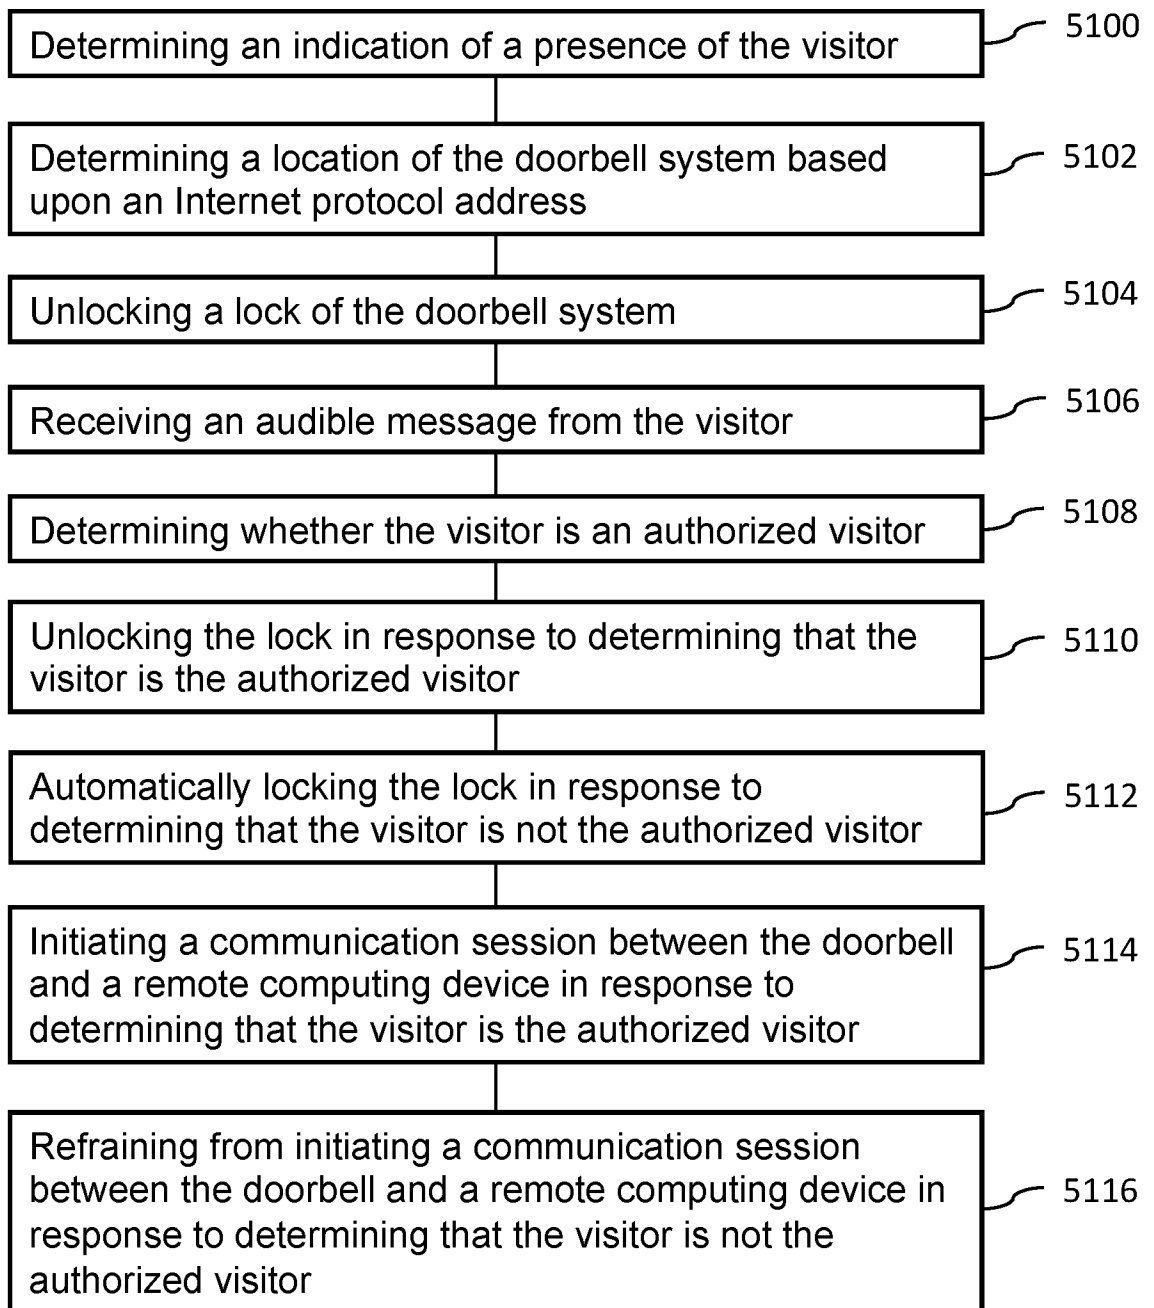 Determining an indication of a presence of the visitor
5100
Determining a location of the doorbell system based
upon an Internet protocol address
5102
Unlocking a lock of the doorbell system
5104
Receiving an audible message from the visitor
5106
Determining whether the visitor is an authorized visitor
5108
Unlocking the lock in response to determining that the
visitor is the authorized visitor
5110
Automatically locking the lock in response to
determining that the visitor is not the authorized visitor
5112
Initiating a communication session between the doorbell
and a remote computing device in response to
determining that the visitor is the authorized visitor
5114
Refraining from initiating a communication session
between the doorbell and a remote computing device in
response to determining that the visitor is not the
authorized visitor
5116